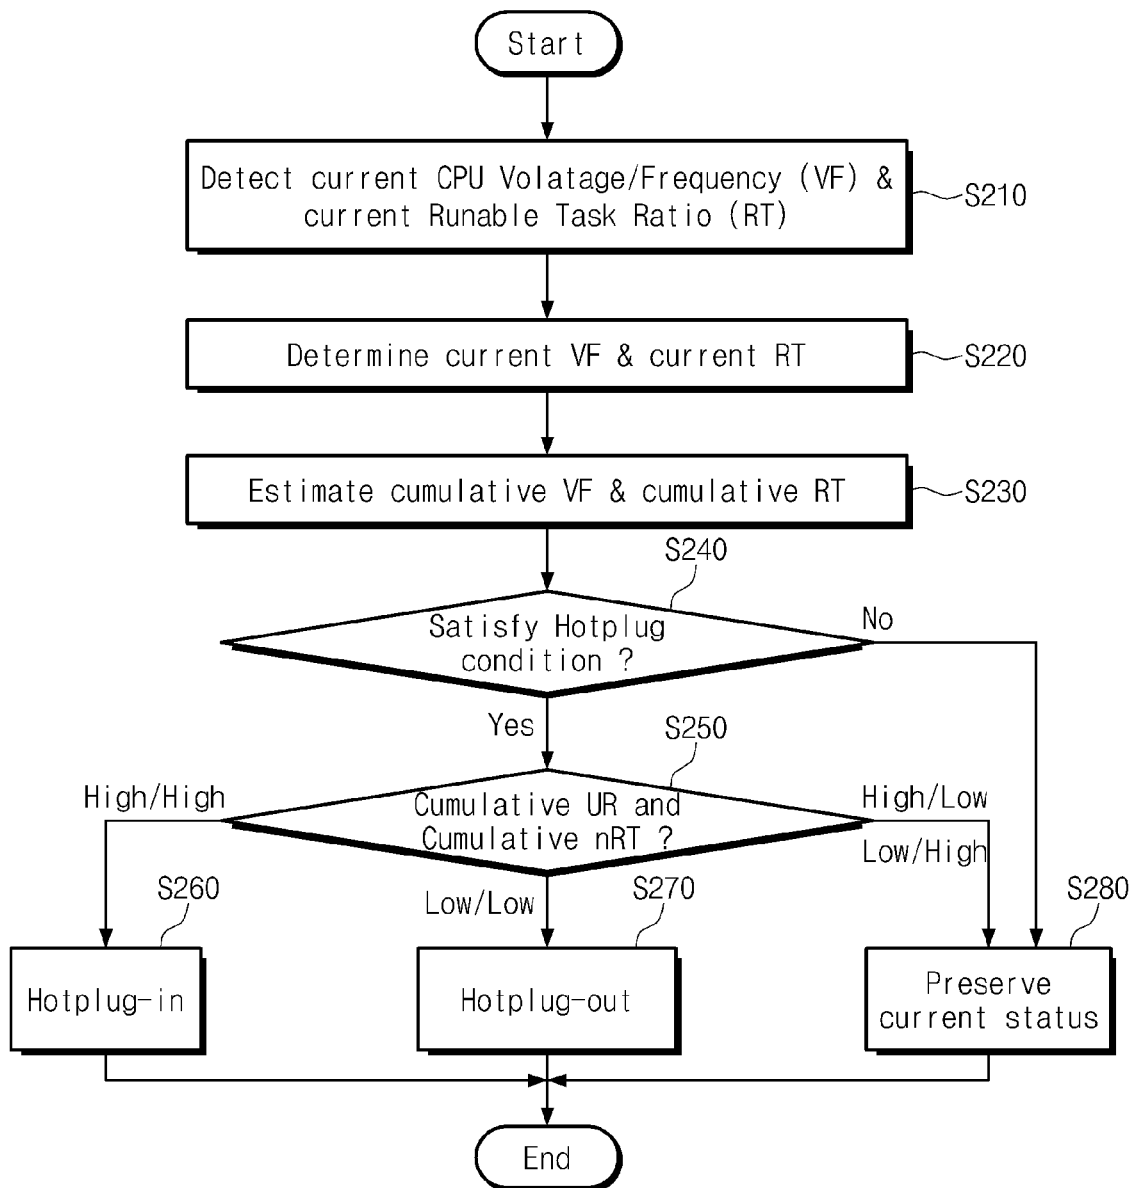 Start
Detect current CPU Volatage/Frequency (VF) &
current Runable Task Ratio (RT)
S210
Determine current VF & current RT
S220
Estimate cumulative VF & cumulative RT
S230
S240
Satisfy Hotplug
condition ?
No
Yes
S250
High/High
Cumulative UR and
Cumulative nRT ?
High/Low
Low/High
Low/Low
S260
Hotplug-in
S270
Hotplug-out
S280
Preserve
current status
End